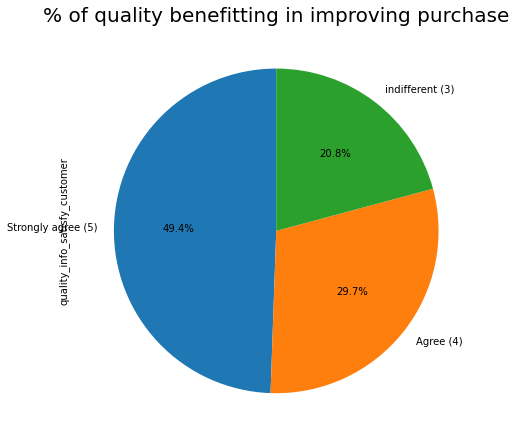 % of quality benefitting in improving purchase
indifferent (3)
20.8%
quality_info_satisfy_customer
Strongly agree (5)
49.4%
29.7%
Agree (4)